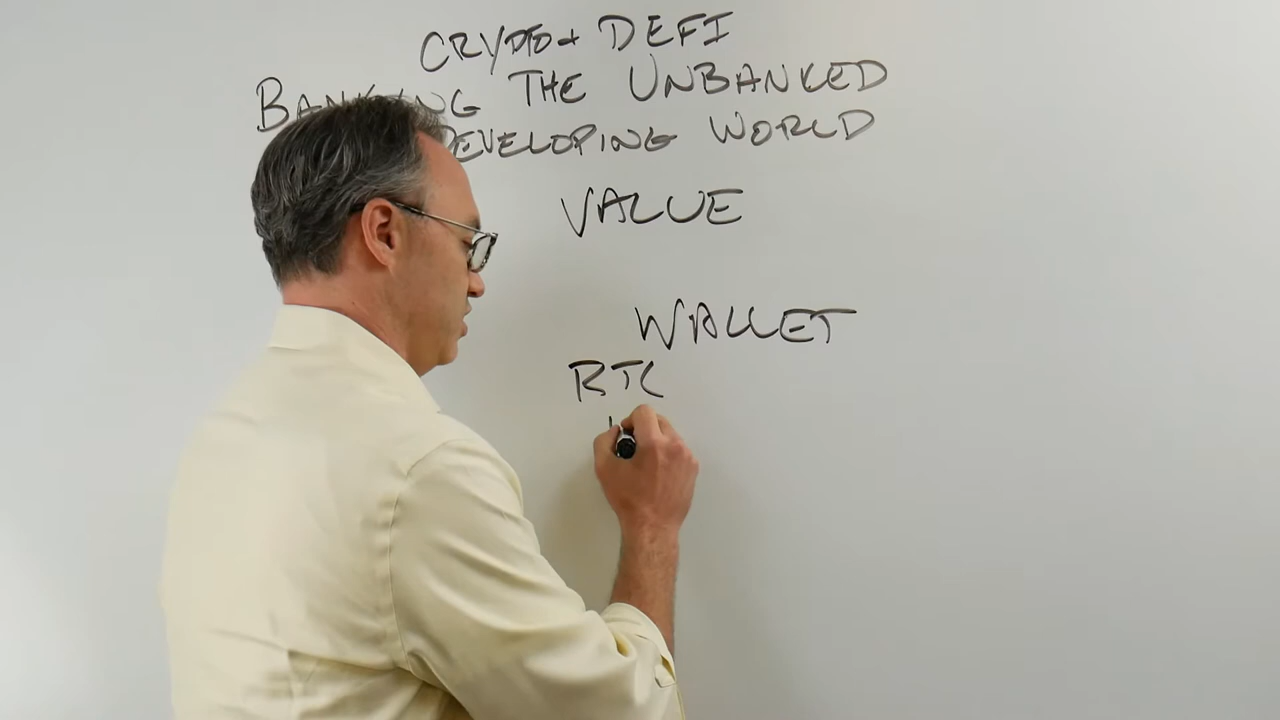 CRYPTO + DEFI
BANKING THE UNBANKED
DEVELOPING WORLD
VALUE
WALLET
BTC